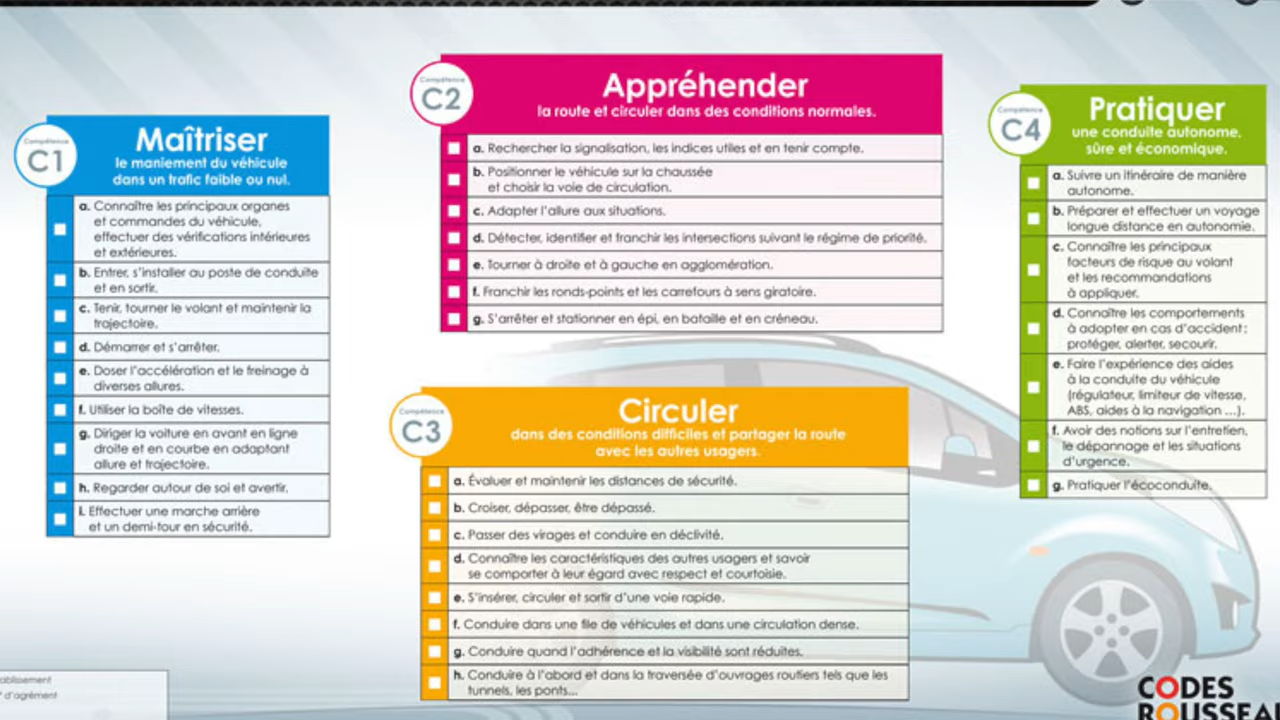 Compétence
C1
Maîtriser
le maniement du véhicule
dans un trafic faible ou nul.
a. Connaître les principaux organes
et commandes du véhicule,
effectuer des vérifications intérieures
et extérieures.
b. Entrer, s'installer au poste de conduite
et en sortir.
c. Tenir, tourner le volant et maintenir la
trajectoire.
d. Démarrer et s'arrêter.
e. Doser l'accélération et le freinage à
diverses allures.
f. Utiliser la boîte de vitesses.
g. Diriger la voiture en avant en ligne
droite et en courbe en adaptant
allure et trajectoire.
h. Regarder autour de soi et avertir.
i. Effectuer une marche arrière
et un demi-tour en sécurité.
Compétence
C2
Appréhender
la route et circuler dans des conditions normales.
a. Rechercher la signalisation, les indices utiles et en tenir compte.
b. Positionner le véhicule sur la chaussée
et choisir la voie de circulation.
c. Adapter l'allure aux situations.
d. Détecter, identifier et franchir les intersections suivant le régime de priorité.
e. Tourner à droite et à gauche en agglomération.
f. Franchir les ronds-points et les carrefours à sens giratoire.
g. S'arrêter et stationner en épi, en bataille et en créneau.
Compétence
C3
Circuler
dans des conditions difficiles et partager la route
avec les autres usagers.
a. Évaluer et maintenir les distances de sécurité.
b. Croiser, dépasser, être dépassé.
c. Passer des virages et conduire en déclivité.
d. Connaître les caractéristiques des autres usagers et savoir
se comporter à leur égard avec respect et courtoisie.
e. S'insérer, circuler et sortir d'une voie rapide.
f. Conduire dans une file de véhicules et dans une circulation dense.
g. Conduire quand l'adhérence et la visibilité sont réduites.
h. Conduire à l'abord et dans la traversée d'ouvrages routiers tels que les
tunnels, les ponts...
Compétence
C4
Pratiquer
une conduite autonome,
sûre et économique.
a. Suivre un itinéraire de manière
autonome.
b. Préparer et effectuer un voyage
longue distance en autonomie.
c. Connaître les principaux
facteurs de risque au volant
et les recommandations
à appliquer.
d. Connaître les comportements
à adopter en cas d'accident :
protéger, alerter, secourir.
e. Faire l'expérience des aides
à la conduite du véhicule
(régulateur, limiteur de vitesse,
ABS, aides à la navigation ...).
f. Avoir des notions sur l'entretien,
le dépannage et les situations
d'urgence.
g. Pratiquer l'écoconduite.
ablissement
° d'agrément
CODES
ROUSSEAU